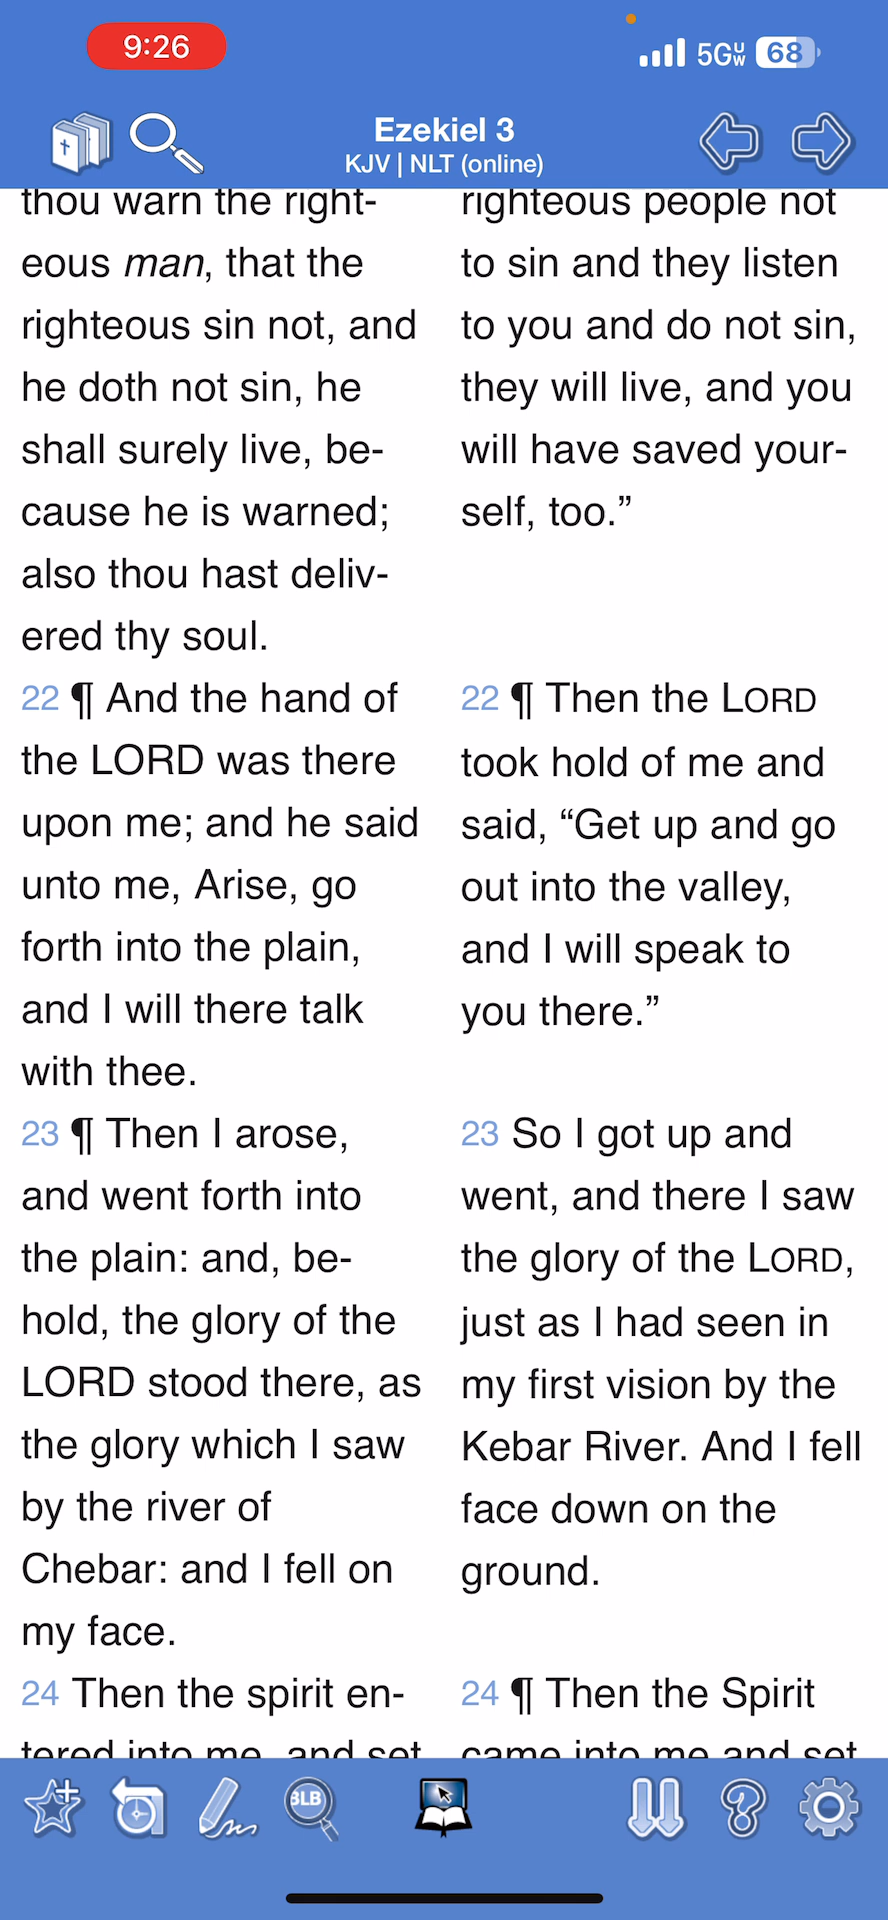 9:26
5G UW 68
Ezekiel 3
KJV | NLT (online)
thou warn the right-
eous man, that the
righteous sin not, and
he doth not sin, he
shall surely live, be-
cause he is warned;
also thou hast deliv-
ered thy soul.
22 ¶ And the hand of
the LORD was there
upon me; and he said
unto me, Arise, go
forth into the plain,
and I will there talk
with thee.
23 ¶ Then I arose,
and went forth into
the plain: and, be-
hold, the glory of the
LORD stood there, as
the glory which I saw
by the river of
Chebar: and I fell on
my face.
24 Then the spirit en-
tered into me, and set
righteous people not
to sin and they listen
to you and do not sin,
they will live, and you
will have saved your-
self, too.”
22 ¶ Then the LORD
took hold of me and
said, “Get up and go
out into the valley,
and I will speak to
you there.”
23 So I got up and
went, and there I saw
the glory of the LORD,
just as I had seen in
my first vision by the
Kebar River. And I fell
face down on the
ground.
24 ¶ Then the Spirit
came into me and set
BLB